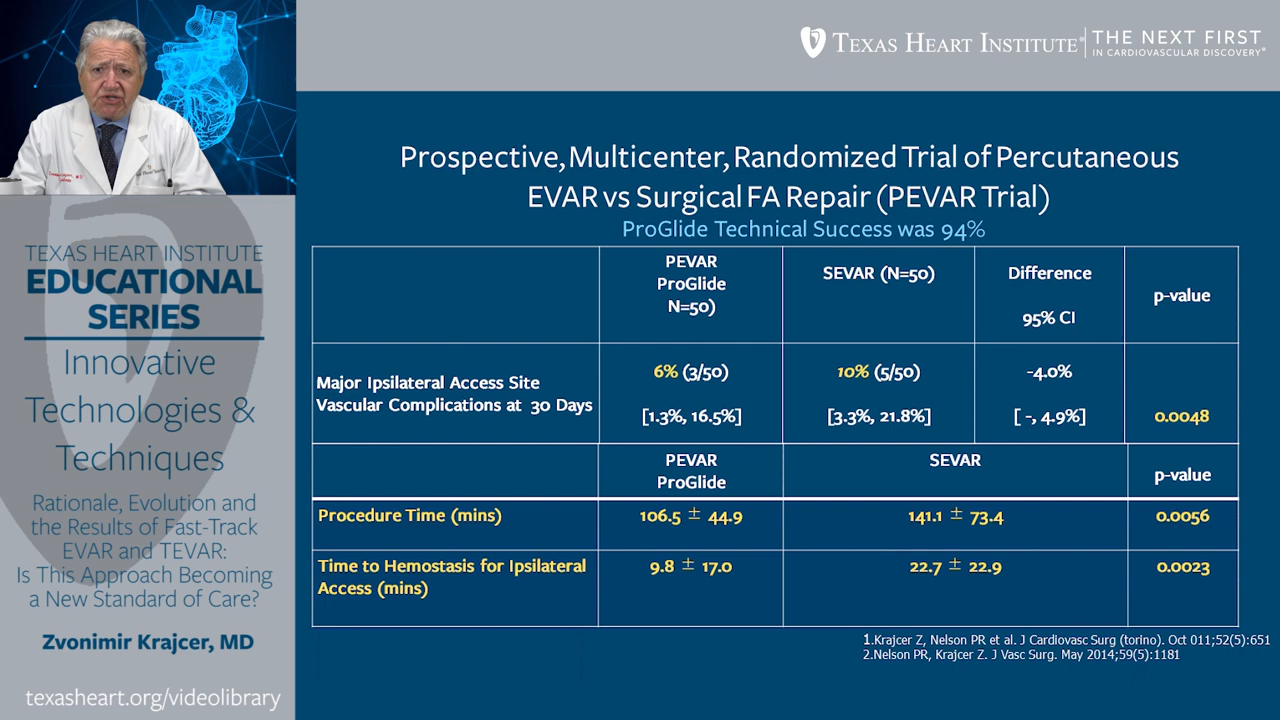 TEXAS HEART INSTITUTE® THE NEXT FIRST
IN CARDIOVASCULAR DISCOVERY®
TEXAS HEART INSTITUTE
EDUCATIONAL
SERIES
Innovative
Technologies &
Techniques
Rationale, Evolution and
the Results of Fast-Track
EVAR and TEVAR:
Is This Approach Becoming
a New Standard of Care?
Zvonimir Krajcer, MD
texasheart.org/videolibrary
Prospective, Multicenter, Randomized Trial of Percutaneous
EVAR vs Surgical FA Repair (PEVAR Trial)
ProGlide Technical Success was 94%
PEVAR
ProGlide
N=50)
SEVAR (N=50)
Difference
95% CI
p-value
Major Ipsilateral Access Site
Vascular Complications at 30 Days
6% (3/50)
[1.3%, 16.5%]
10% (5/50)
[3.3%, 21.8%]
-4.0%
[ -, 4.9%]
0.0048
PEVAR
ProGlide
SEVAR
p-value
Procedure Time (mins)
106.5 ± 44.9
141.1 ± 73.4
0.0056
Time to Hemostasis for Ipsilateral
Access (mins)
9.8 ± 17.0
22.7 ± 22.9
0.0023
1.Krajcer Z, Nelson PR et al. J Cardiovasc Surg (torino). Oct 011;52(5):651
2.Nelson PR, Krajcer Z. J Vasc Surg. May 2014;59(5):1181